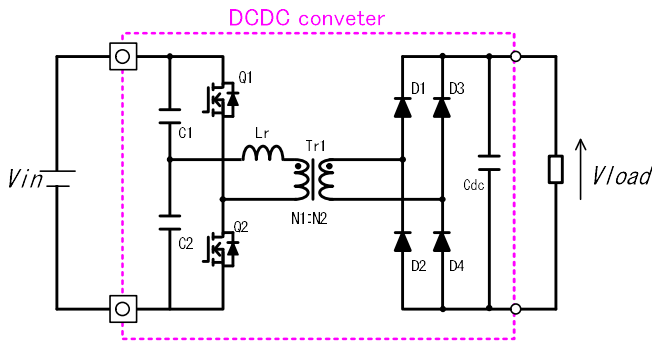 DCDC conveter
Q1
D1
D3
C1
Lr
Tr1
Vin
Cdc
Vload
Q2
N1:N2
C2
D2
D4